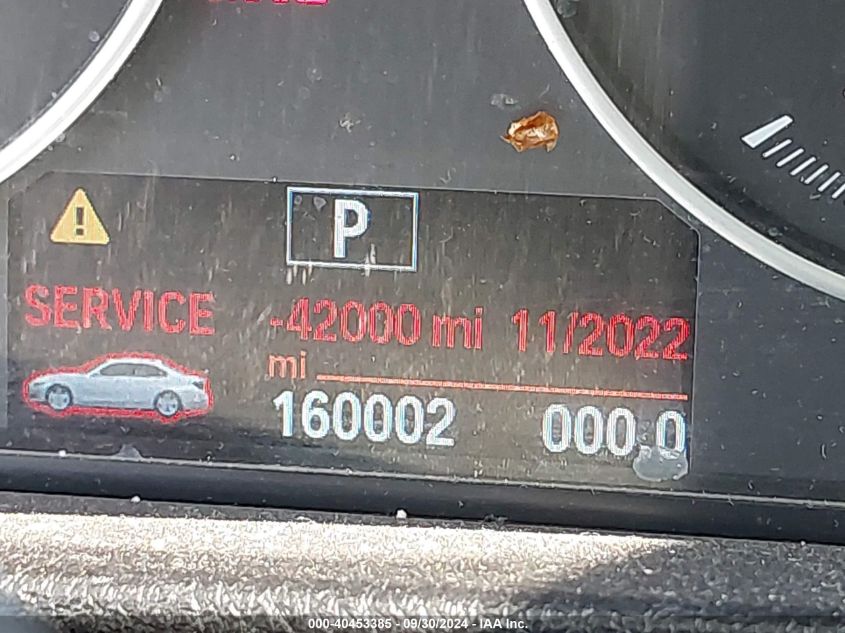 P
SERVICE -42000 mi 11/2022
mi
160002 000.0
000-40453385 - 09/30/2024 - IAA Inc.